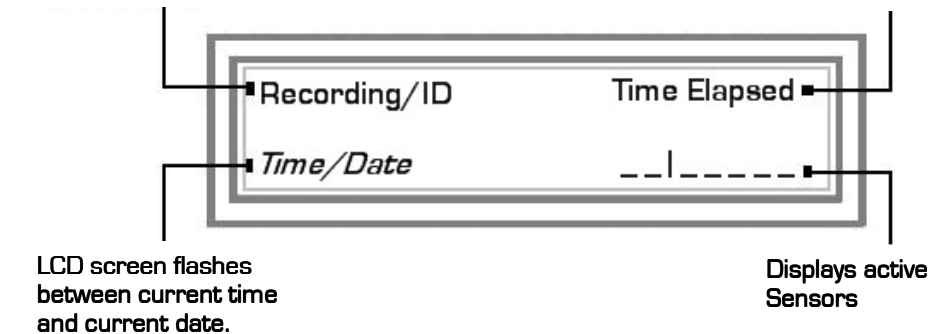 Recording/ID Time Elapsed
Time/Date __|_____
LCD screen flashes
between current time
and current date.
Displays active
Sensors